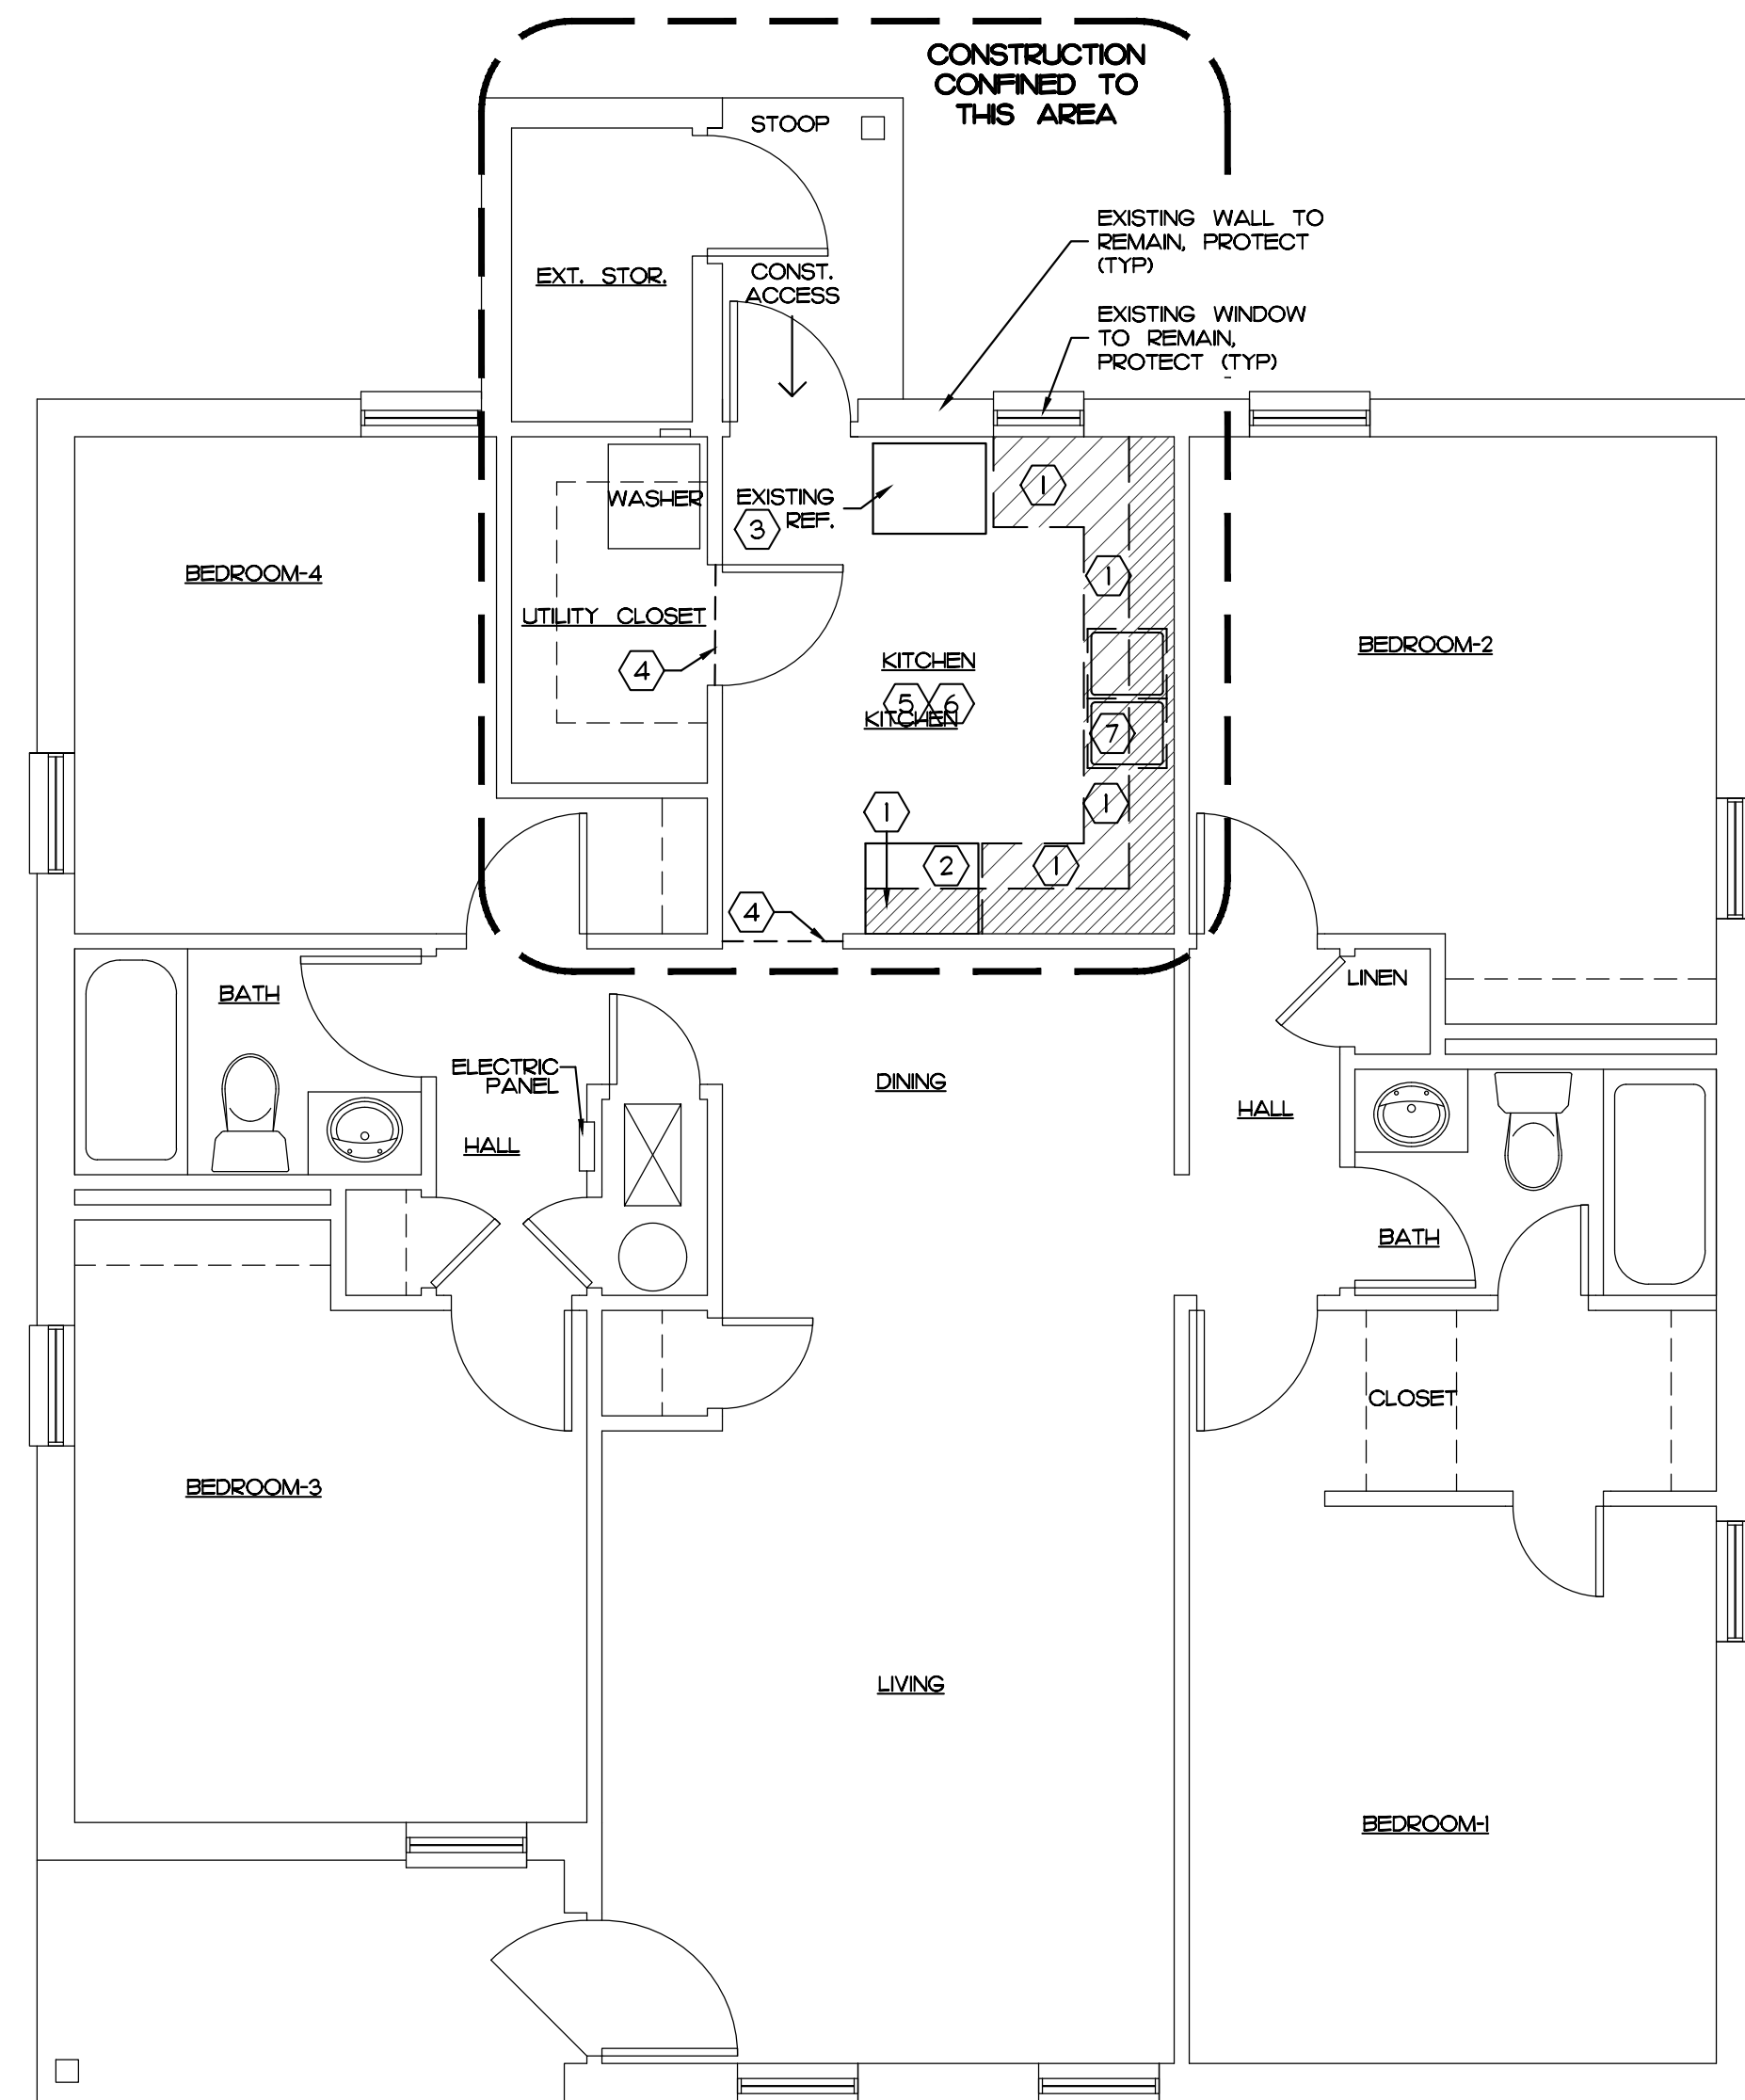 CONSTRUCTION
CONFINED TO
THIS AREA
STOOP
EXISTING WALL TO
REMAIN, PROTECT
(TYP)
EXT. STOR.
CONST.
ACCESS
EXISTING WINDOW
TO REMAIN,
PROTECT (TYP)
WASHER
EXISTING
REF.
3
1
1
BEDROOM-4
UTILITY CLOSET
4
KITCHEN
5
6
KITCHEN
7
BEDROOM-2
1
1
2
1
4
BATH
LINEN
ELECTRIC
PANEL
DINING
HALL
HALL
BATH
CLOSET
BEDROOM-3
LIVING
BEDROOM-1